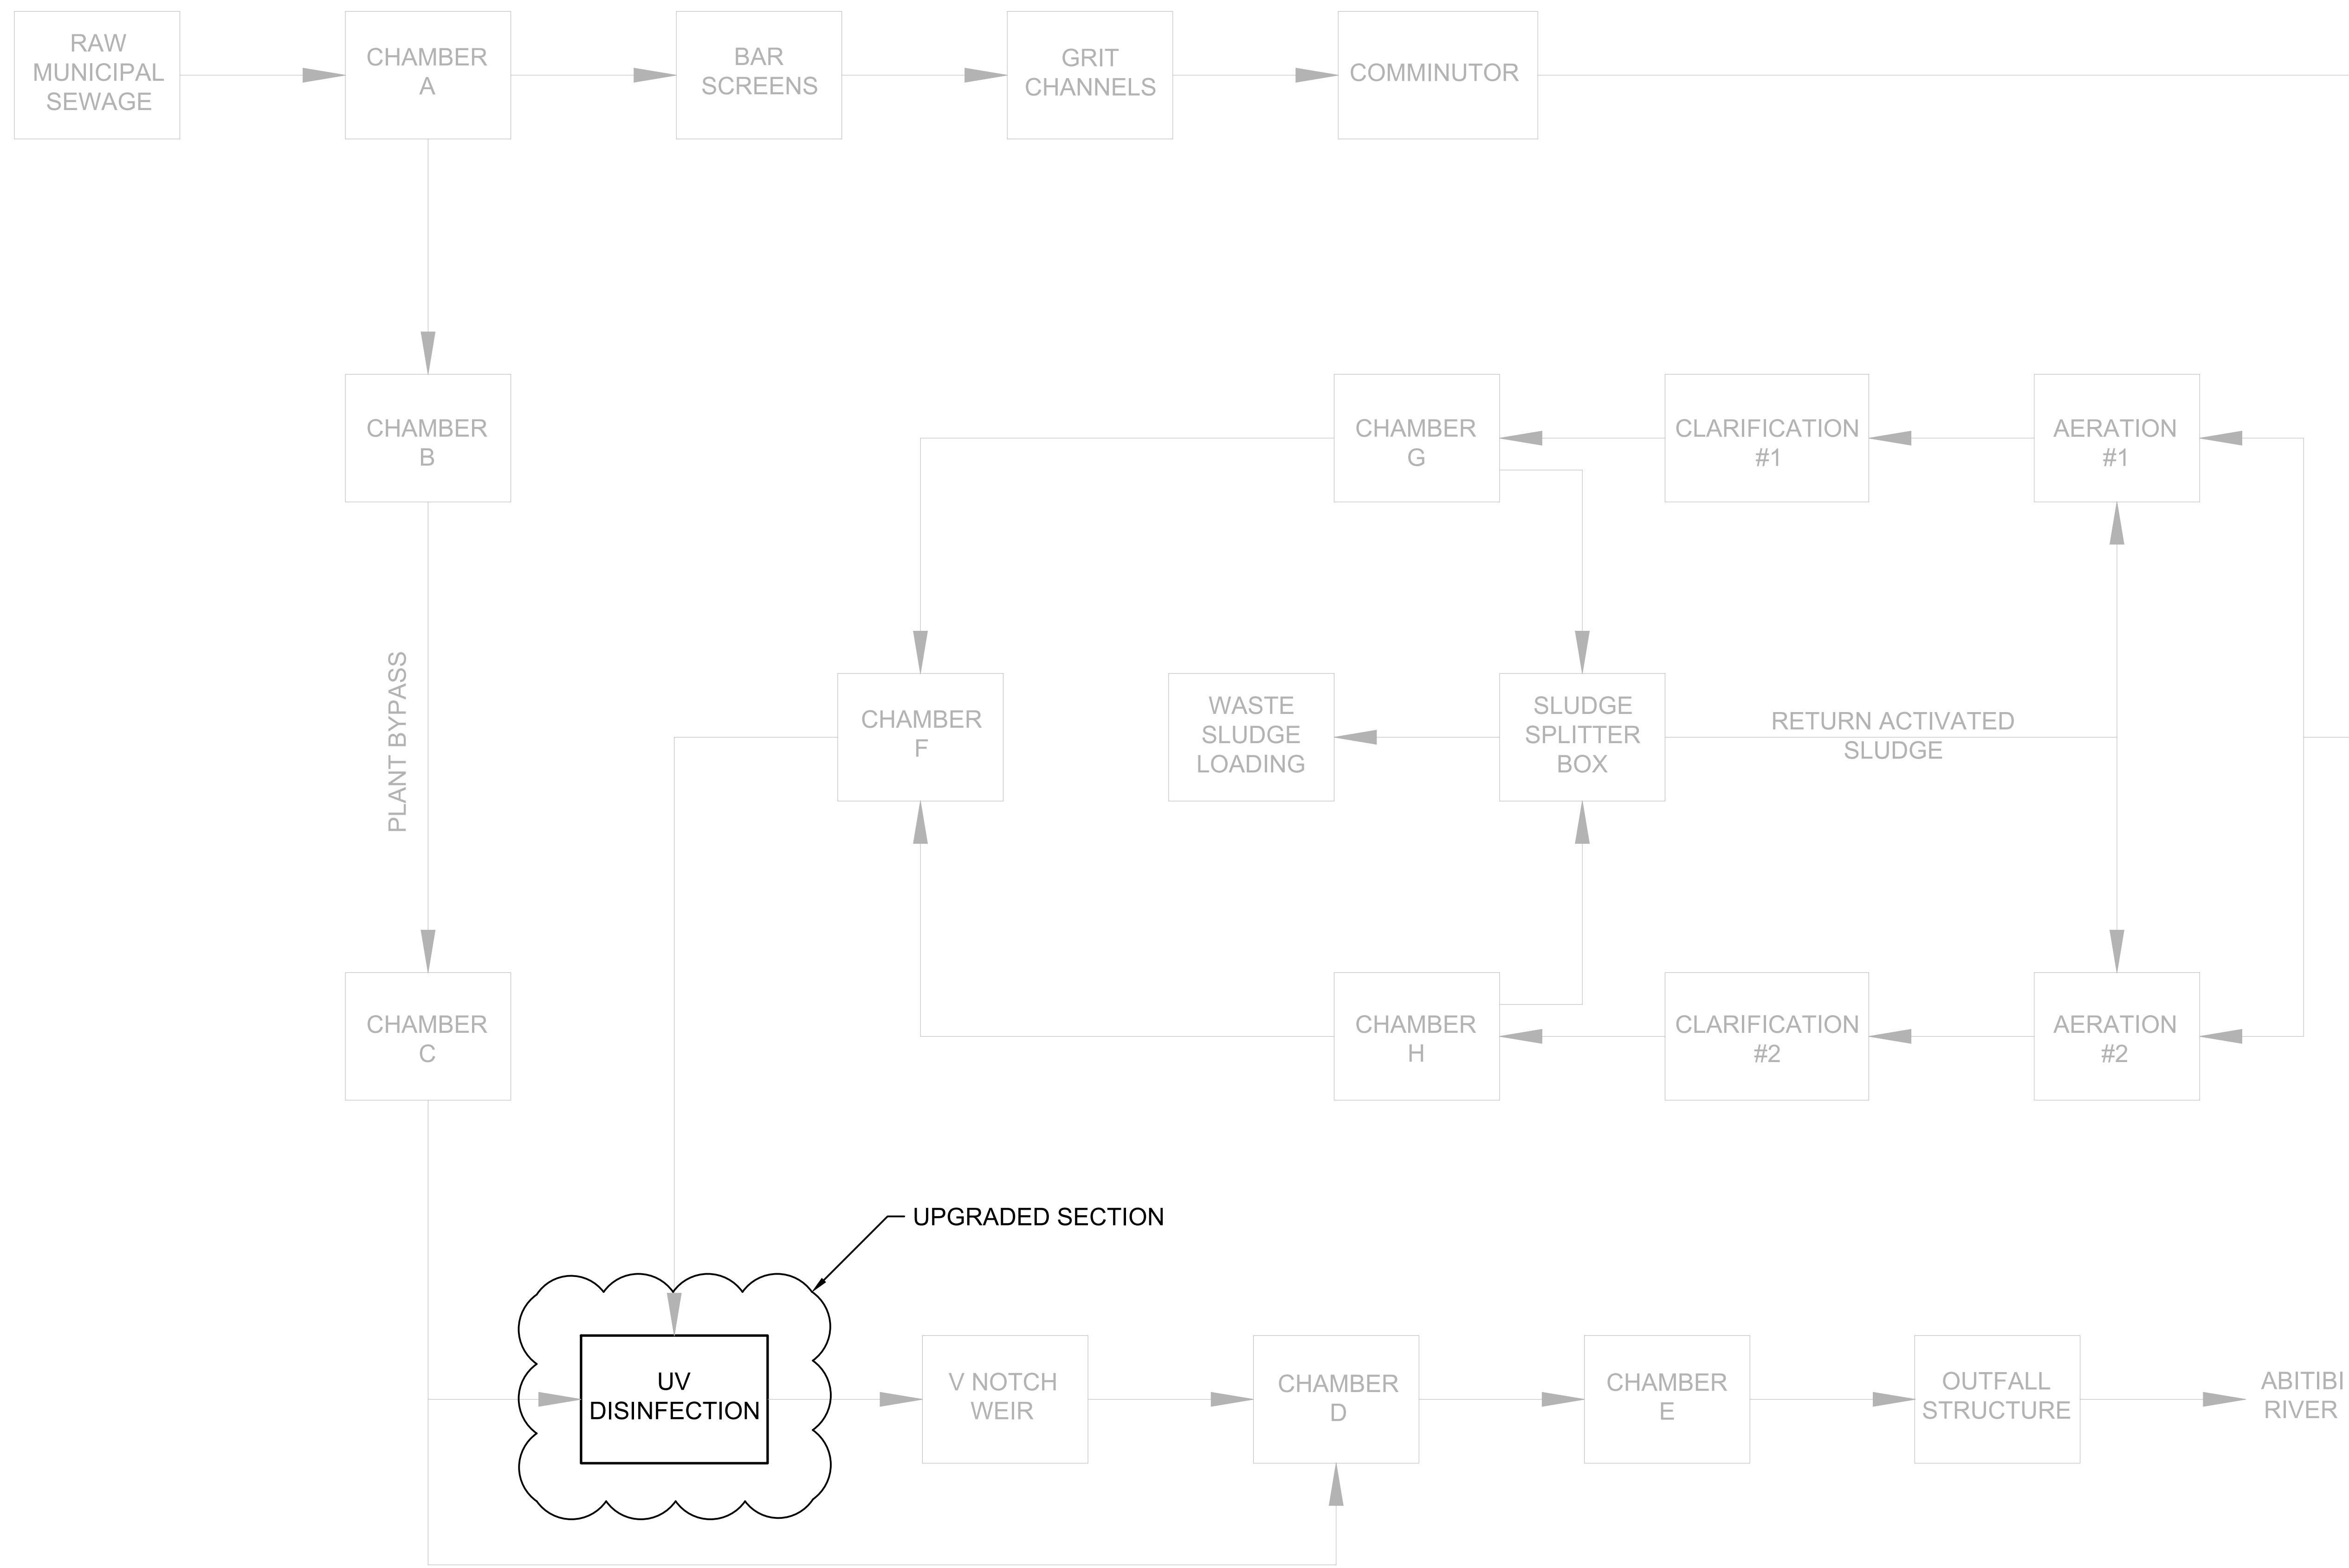 RAW
MUNICIPAL
SEWAGE
CHAMBER
A
BAR
SCREENS
GRIT
CHANNELS
COMMINUTOR
CHAMBER
B
CHAMBER
G
CLARIFICATION
#1
AERATION
#1
PLANT BYPASS
CHAMBER
F
WASTE
SLUDGE
LOADING
SLUDGE
SPLITTER
BOX
RETURN ACTIVATED
SLUDGE
CHAMBER
C
CHAMBER
H
CLARIFICATION
#2
AERATION
#2
UPGRADED SECTION
UV
DISINFECTION
V NOTCH
WEIR
CHAMBER
D
CHAMBER
E
OUTFALL
STRUCTURE
ABITIBI
RIVER